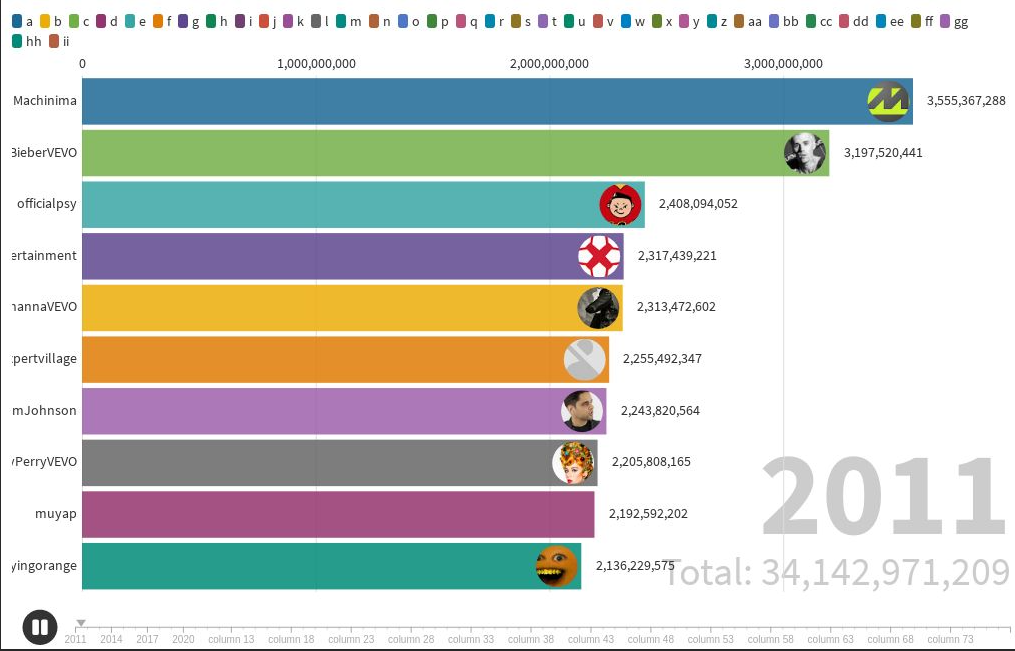 a b c d e f g h i j k l m n o p q r s t u v w x y z aa bb cc dd ee ff gg
hh ii
0 1,000,000,000 2,000,000,000 3,000,000,000
Machinima 3,555,367,288
BieberVEVO 3,197,520,441
officialpsy 2,408,094,052
ertainment 2,317,439,221
nannaVEVO 2,313,472,602
pertvillage 2,255,492,347
mJohnson 2,243,820,564
yPerryVEVO 2,205,808,165
muyap 2,192,592,202
2011
yingorange 2,136,229,575
Total: 34,142,971,209
2011 2014 2017 2020 column 13 column 18 column 23 column 28 column 33 column 38 column 43 column 48 column 53 column 58 column 63 column 68 column 73